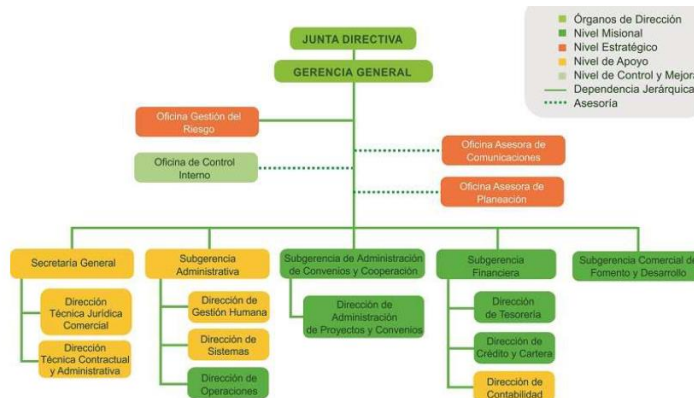 JUNTA DIRECTIVA
GERENCIA GENERAL
Órganos de Dirección
Nivel Misional
Nivel Estratégico
Nivel de Apoyo
Nivel de Control y Mejora
Dependencia Jerárquica
Asesoría
Oficina Gestión del
Riesgo
Oficina de Control
Interno
Oficina Asesora de
Comunicaciones
Oficina Asesora de
Planeación
Secretaría General
Dirección
Técnica Jurídica
Comercial
Dirección
Técnica Contractual
y Administrativa
Subgerencia
Administrativa
Dirección de
Gestión Humana
Dirección de
Sistemas
Dirección de
Operaciones
Subgerencia de Administración
de Convenios y Cooperación
Dirección de
Administración
de Proyectos y Convenios
Subgerencia
Financiera
Dirección
de Tesorería
Dirección de
Crédito y Cartera
Dirección de
Contabilidad
Subgerencia Comercial de
Fomento y Desarrollo